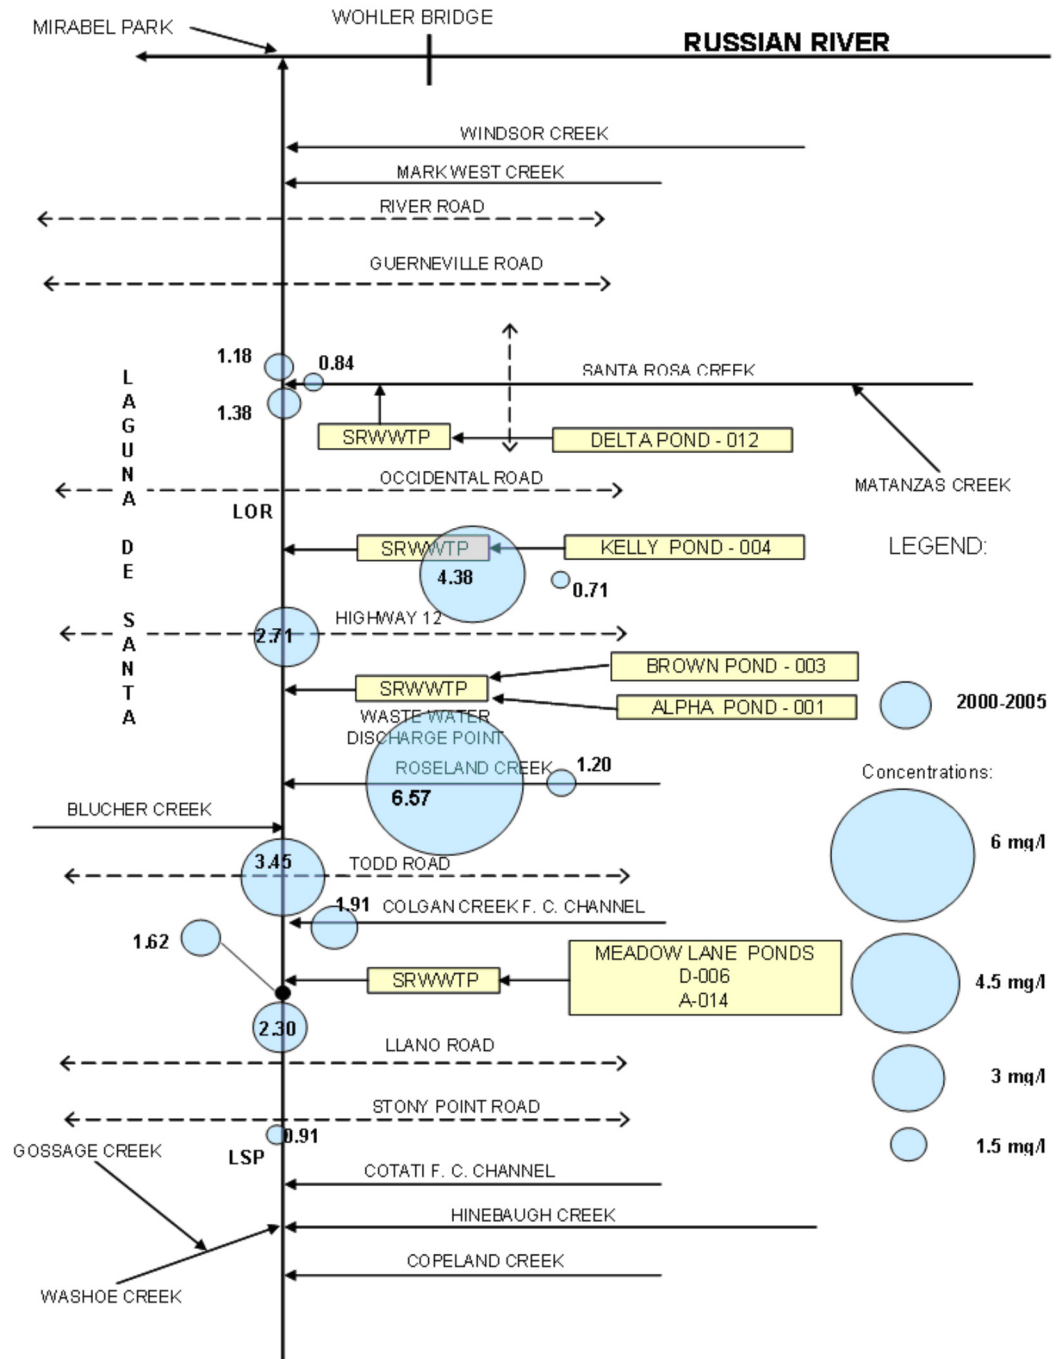 WOHLER BRIDGE
MIRABEL PARK
RUSSIAN RIVER
WINDSOR CREEK
MARK WEST CREEK
RIVER ROAD
GUERNEVILLE ROAD
1.18
0.84
SANTA ROSA CREEK
1.38
SRWWTP
DELTA POND - 012
MATANZAS CREEK
OCCIDENTAL ROAD
LOR
LAGUNA
DE
SANTA
SRWWTP
KELLY POND - 004
LEGEND:
4.38
0.71
HIGHWAY 12
2.71
BROWN POND - 003
SRWWTP
ALPHA POND - 001
2000-2005
WASTE WATER
DISCHARGE POINT
ROSELAND CREEK
1.20
6.57
Concentrations:
6 mg/l
BLUCHER CREEK
3.45
TODD ROAD
1.91
COLGAN CREEK F. C. CHANNEL
1.62
SRWWTP
MEADOW LANE PONDS
D-006
A-014
4.5 mg/l
2.30
LLANO ROAD
3 mg/l
STONY POINT ROAD
0.91
1.5 mg/l
GOSSAGE CREEK
LSP
COTATI F. C. CHANNEL
HINEBAUGH CREEK
COPELAND CREEK
WASHOE CREEK